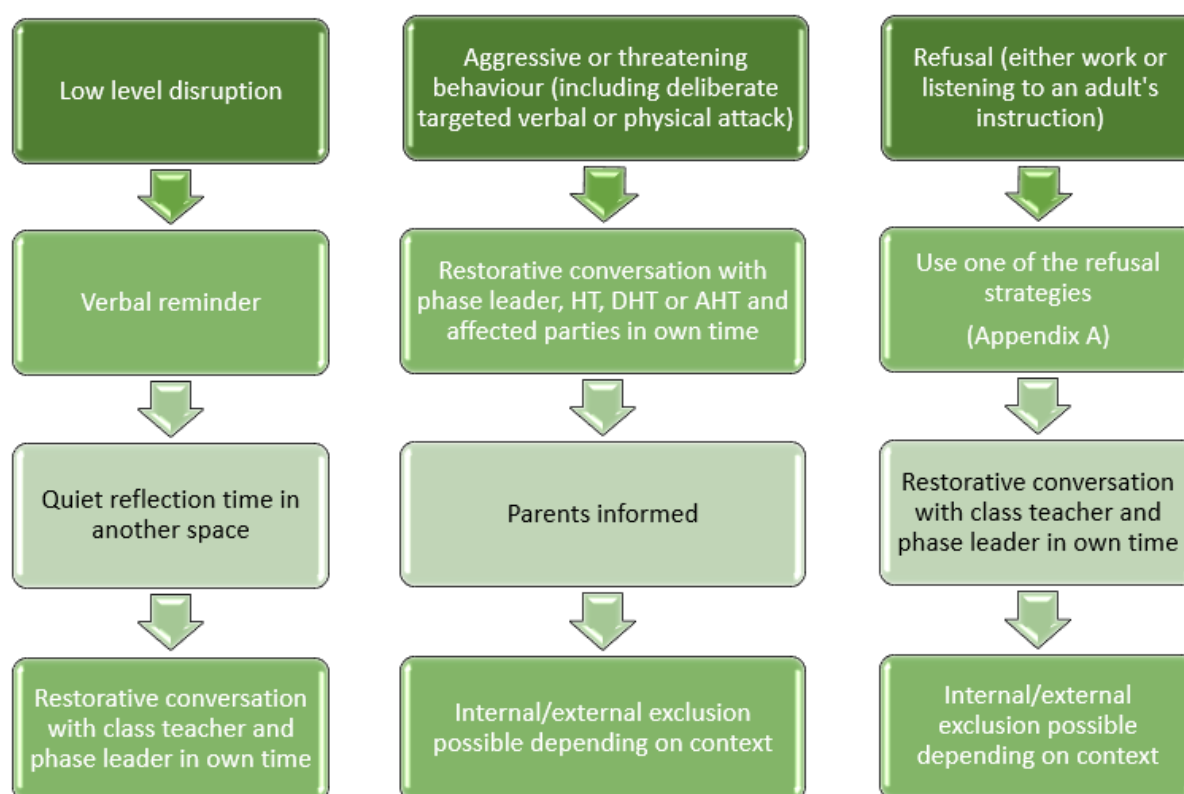 Low level disruption
Verbal reminder
Quiet reflection time in
another space
Restorative conversation
with class teacher and
phase leader in own time
Aggressive or threatening
behaviour (including deliberate
targeted verbal or physical attack)
Restorative conversation with
phase leader, HT, DHT or AHT and
affected parties in own time
Parents informed
Internal/external exclusion
possible depending on context
Refusal (either work or
listening to an adult's
instruction)
Use one of the refusal
strategies
(Appendix A)
Restorative conversation
with class teacher and
phase leader in own time
Internal/external
exclusion possible
depending on context